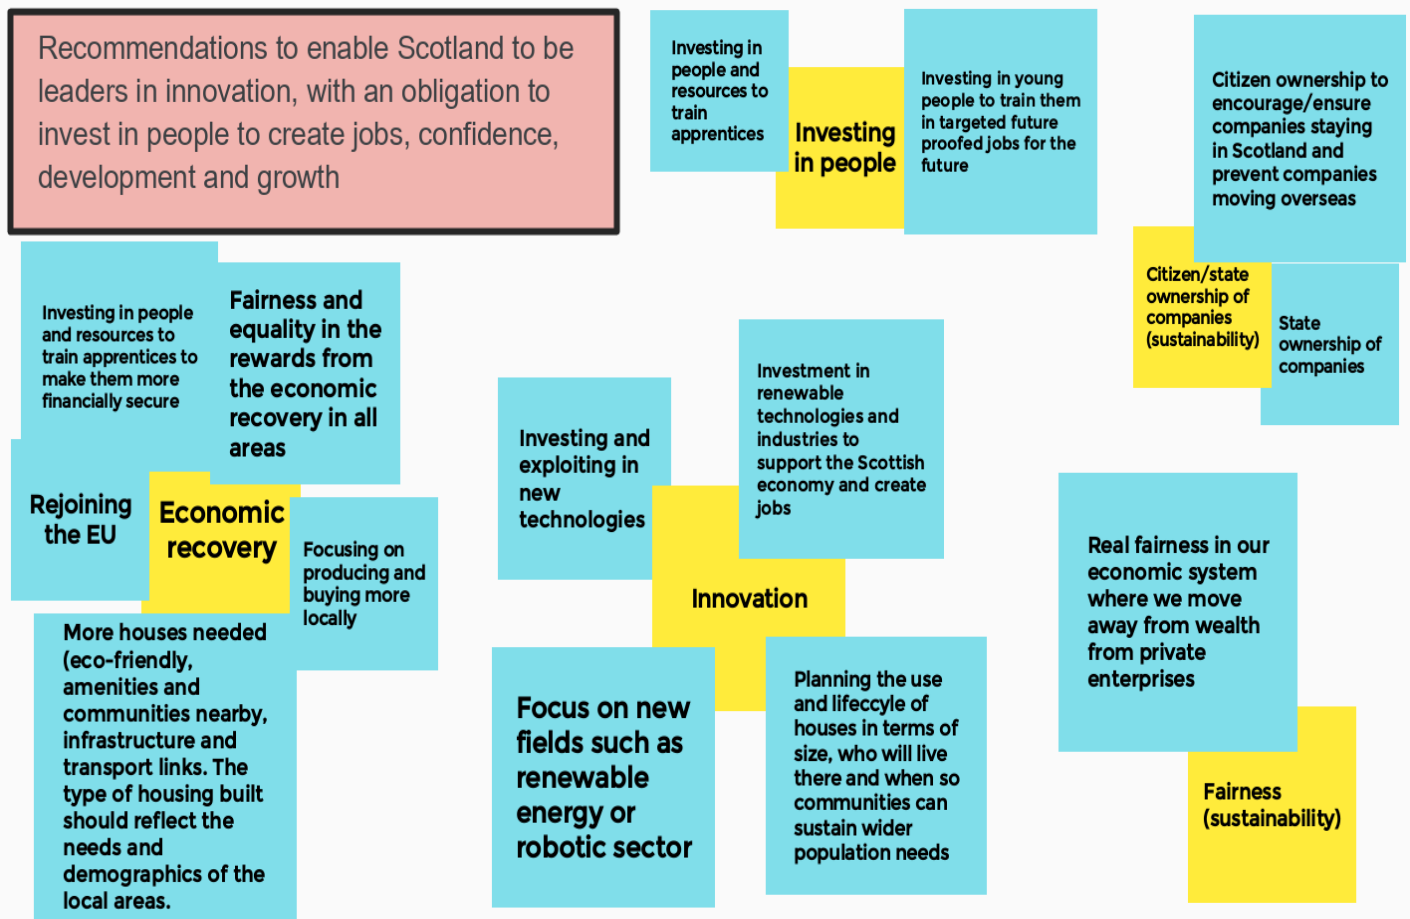 Recommendations to enable Scotland to be
leaders in innovation, with an obligation to
invest in people to create jobs, confidence,
development and growth
Investing in
people and
resources to
train
apprentices
Investing
in people
Investing in young
people to train them
in targeted future
proofed jobs for the
future
Citizen ownership to
encourage/ensure
companies staying
in Scotland and
prevent companies
moving overseas
Citizen/state
ownership of
companies
(sustainability)
State
ownership of
companies
Investing in people
and resources to
train apprentices to
make them more
financially secure
Fairness and
equality in the
rewards from
the economic
recovery in all
areas
Rejoining
the EU
Economic
recovery
Focusing on
producing and
buying more
locally
More houses needed
(eco-friendly,
amenities and
communities nearby,
infrastructure and
transport links. The
type of housing built
should reflect the
needs and
demographics of the
local areas.
Investing and
exploiting in
new
technologies
Investment in
renewable
technologies and
industries to
support the Scottish
economy and create
jobs
Innovation
Focus on new
fields such as
renewable
energy or
robotic sector
Planning the use
and lifeccyle of
houses in terms of
size, who will live
there and when so
communities can
sustain wider
population needs
Real fairness in our
economic system
where we move
away from wealth
from private
enterprises
Fairness
(sustainability)